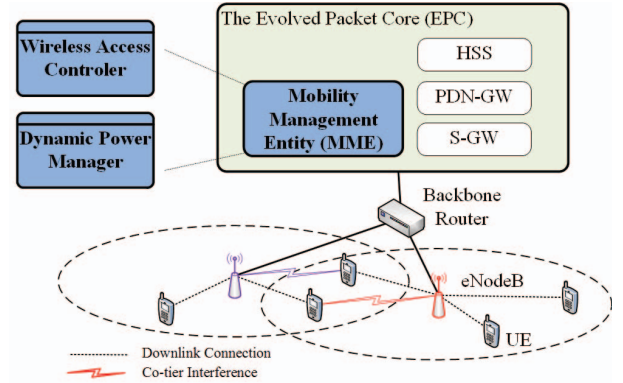 The Evolved Packet Core (EPC)
Wireless Access
Controler
HSS
Mobility
Management
Entity (MME)
PDN-GW
Dynamic Power
Manager
S-GW
Backbone
Router
eNodeB
UE
Downlink Connection
Co-tier Interference